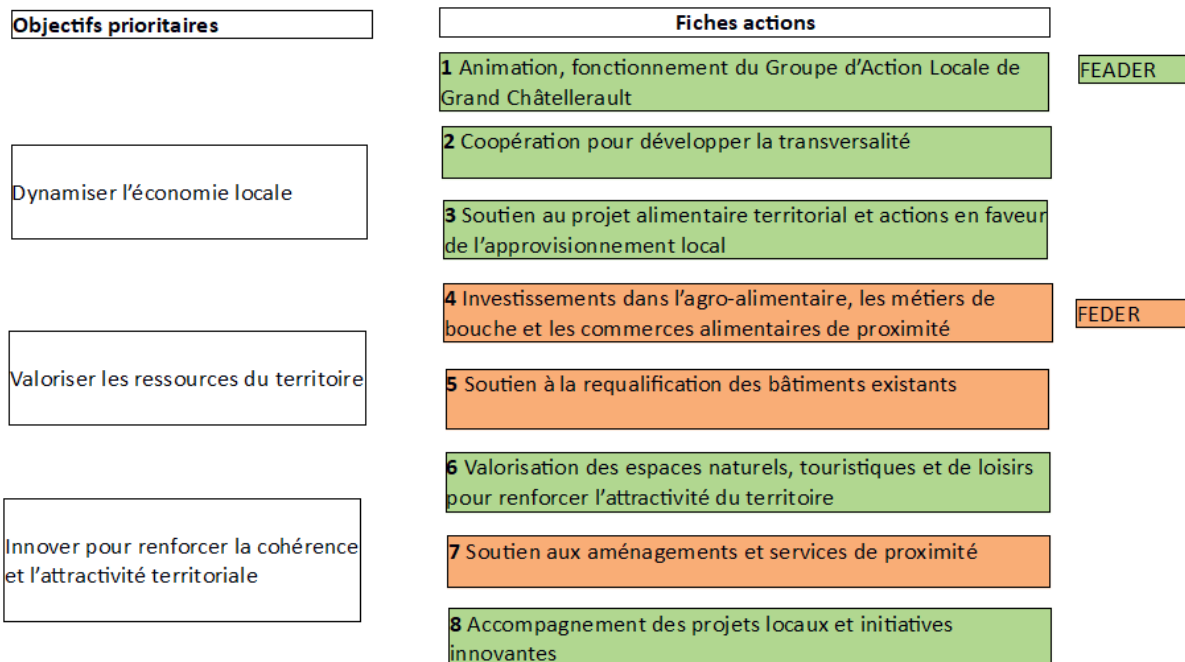 Objectifs prioritaires
Fiches actions
1 Animation, fonctionnement du Groupe d'Action Locale de
Grand Châtellerault
FEADER
2 Coopération pour développer la transversalité
Dynamiser l'économie locale
3 Soutien au projet alimentaire territorial et actions en faveur
de l'approvisionnement local
4 Investissements dans l'agro-alimentaire, les métiers de
bouche et les commerces alimentaires de proximité
FEDER
Valoriser les ressources du territoire
5 Soutien à la requalification des bâtiments existants
6 Valorisation des espaces naturels, touristiques et de loisirs
pour renforcer l'attractivité du territoire
Innover pour renforcer la cohérence
et l'attractivité territoriale
7 Soutien aux aménagements et services de proximité
8 Accompagnement des projets locaux et initiatives
innovantes